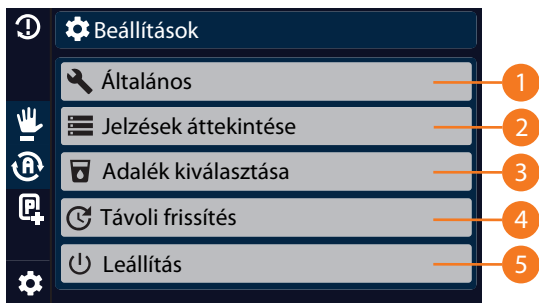 Beállítások
Általános 1
Jelzések áttekintése 2
Adalék kiválasztása 3
Távoli frissítés 4
Leállítás 5
A
P